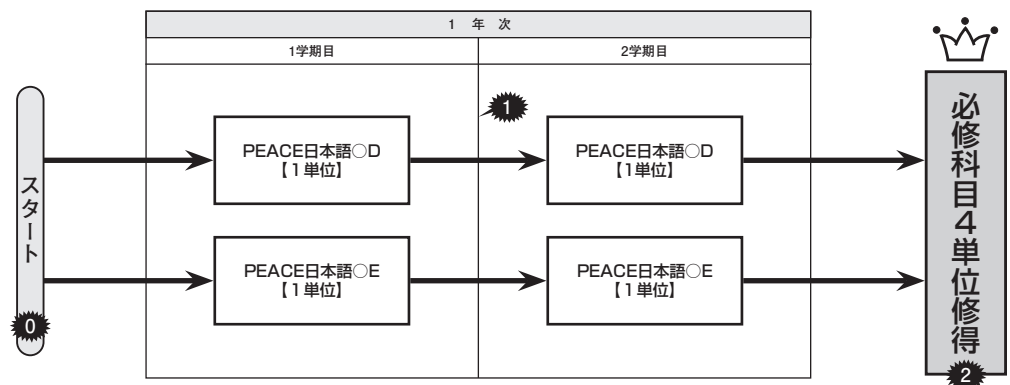 1 年 次
1学期目
2学期目
スタート
0
1
PEACE日本語○D
【1単位】
PEACE日本語○D
【1単位】
PEACE日本語○E
【1単位】
PEACE日本語○E
【1単位】
必修科目4単位修得
2